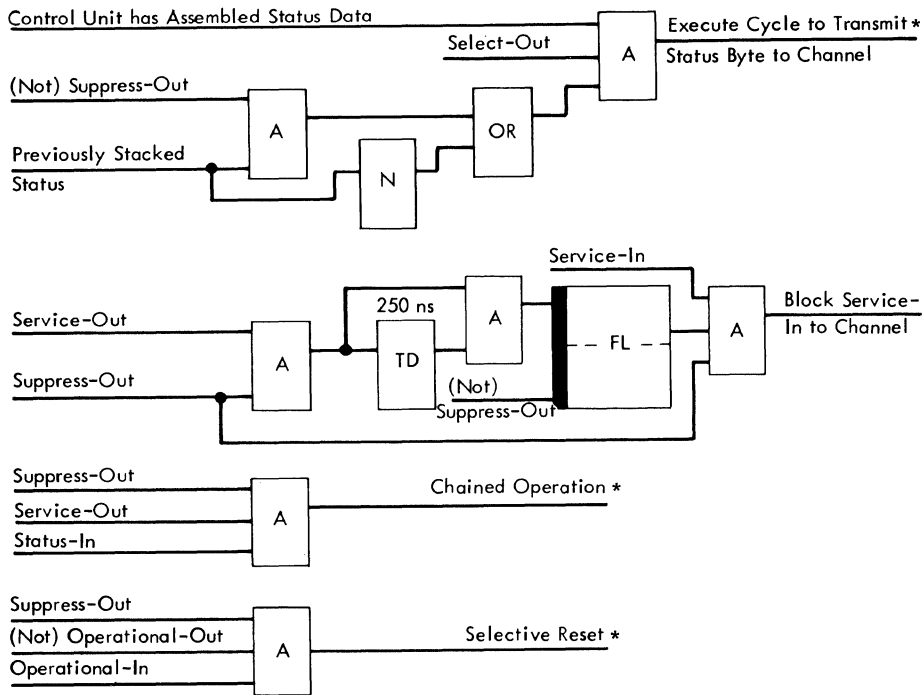 Control Unit has Assembled Status Data
Execute Cycle to Transmit *
Status Byte to Channel
Select-Out
A
(Not) Suppress-Out
A
OR
Previously Stacked
Status
N
Service-In
250 ns
A
Block Service-
In to Channel
Service-Out
A
TD
FL
A
Suppress-Out
(Not)
Suppress-Out
Suppress-Out
Chained Operation *
Service-Out
A
Status-In
Suppress-Out
(Not) Operational-Out
A
Selective Reset *
Operational-In